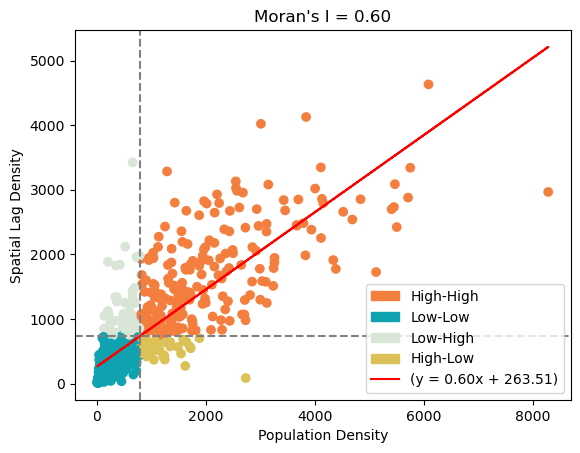 Moran's I = 0.60
Spatial Lag Density
5000
4000
3000
2000
1000
0
High-High
Low-Low
Low-High
High-Low
(y = 0.60x + 263.51)
0 2000 4000 6000 8000
Population Density